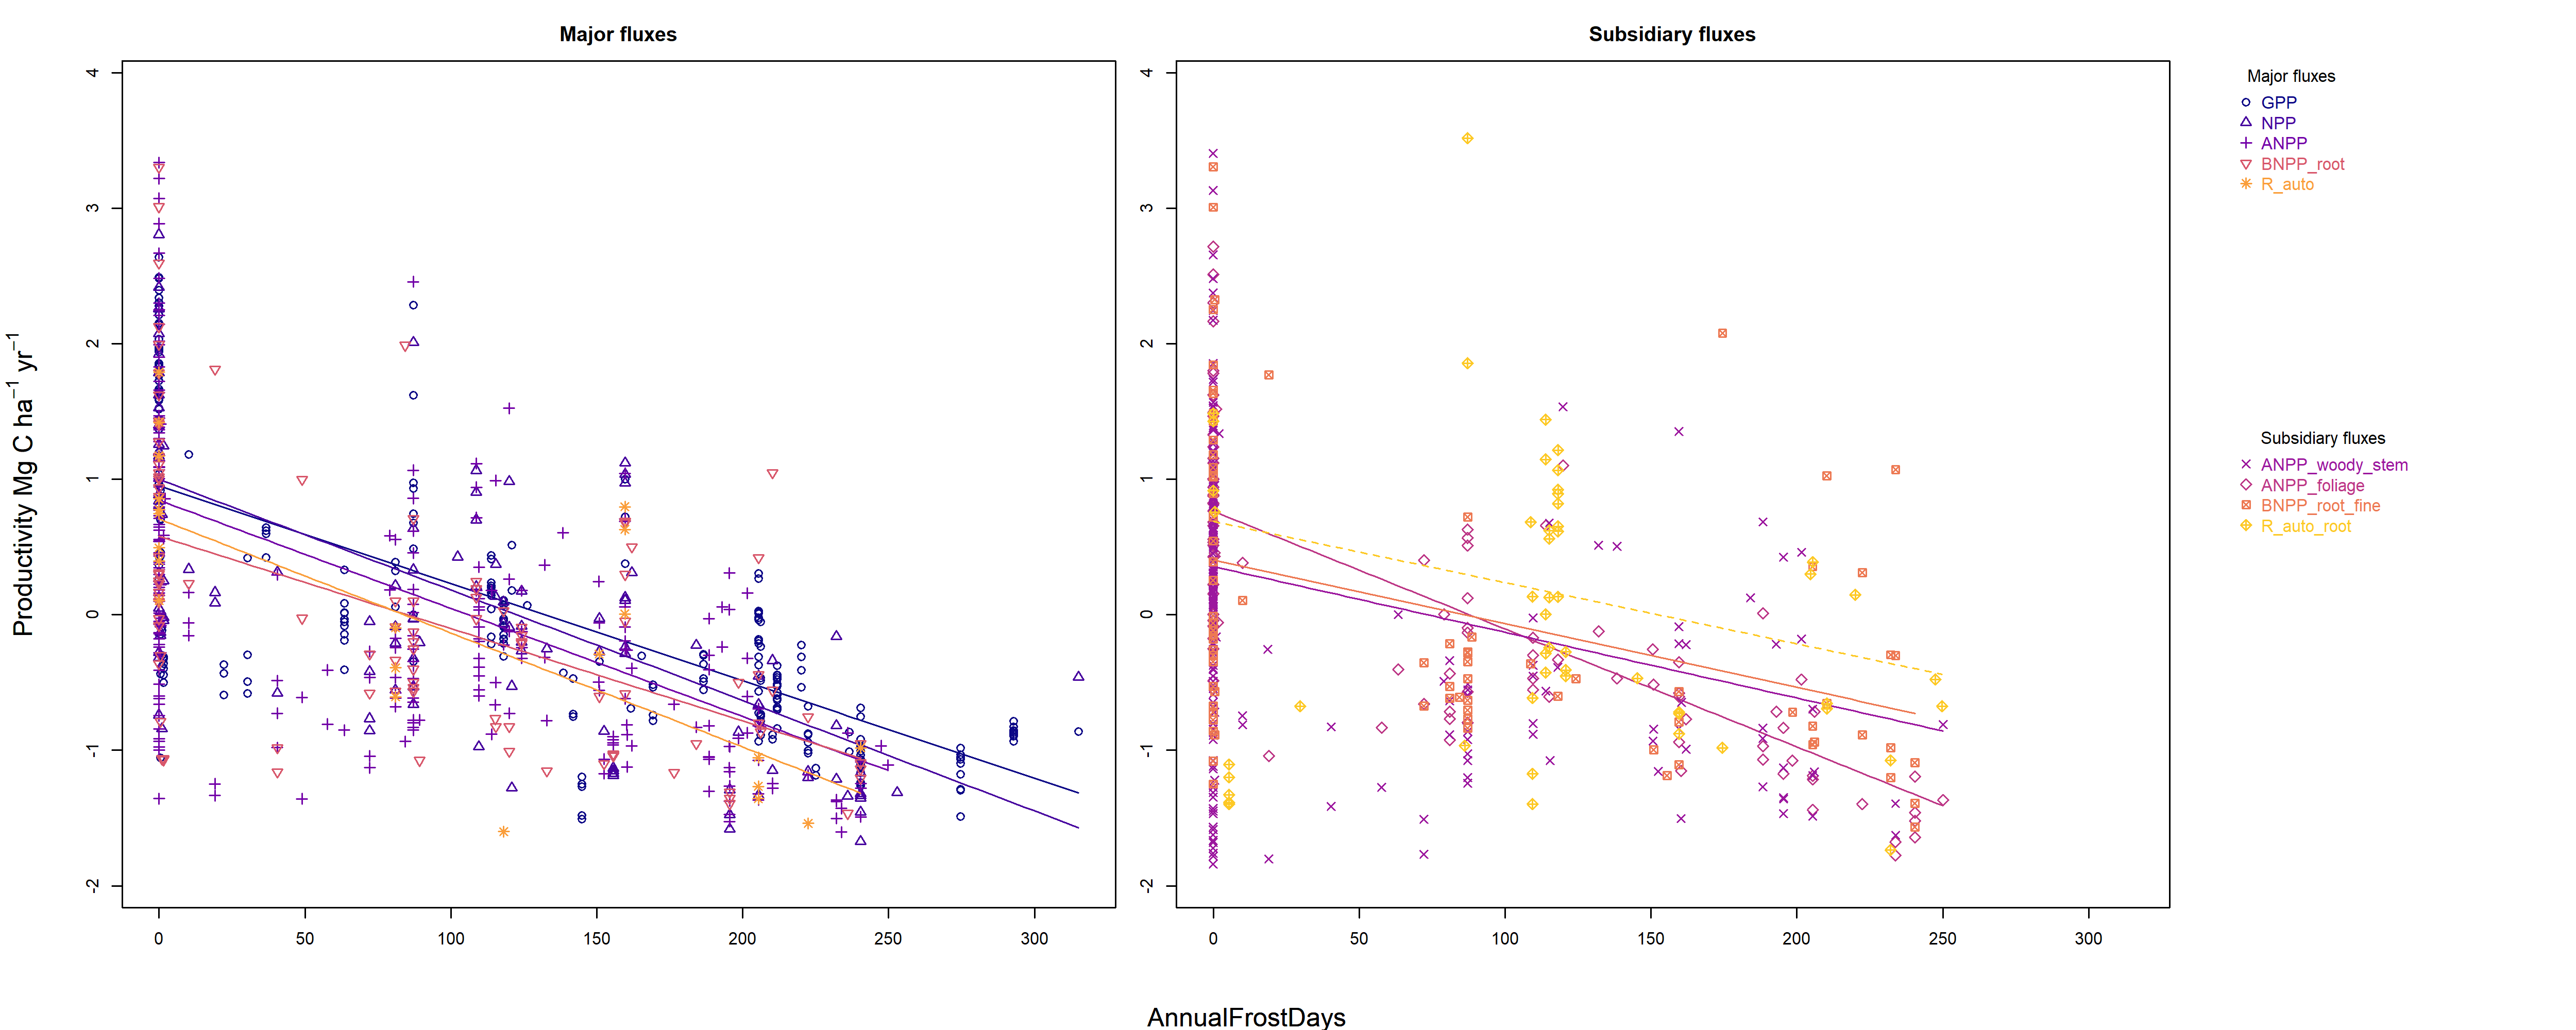 Major fluxes
Subsidiary fluxes
Productivity Mg C ha⁻¹ yr⁻¹
4
3
2
1
0
-1
-2
0 50 100 150 200 250 300
4
3
2
1
0
-1
-2
0 50 100 150 200 250 300
AnnualFrostDays
Major fluxes
GPP
NPP
ANPP
BNPP_root
R_auto
Subsidiary fluxes
ANPP_woody_stem
ANPP_foliage
BNPP_root_fine
R_auto_root